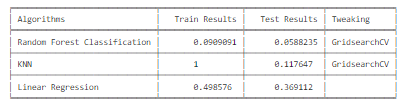 Algorithms Train Results Test Results Tweaking
Random Forest Classification 0.0909091 0.0588235 GridsearchCV
KNN 1 0.117647 GridsearchCV
Linear Regression 0.498576 0.369112